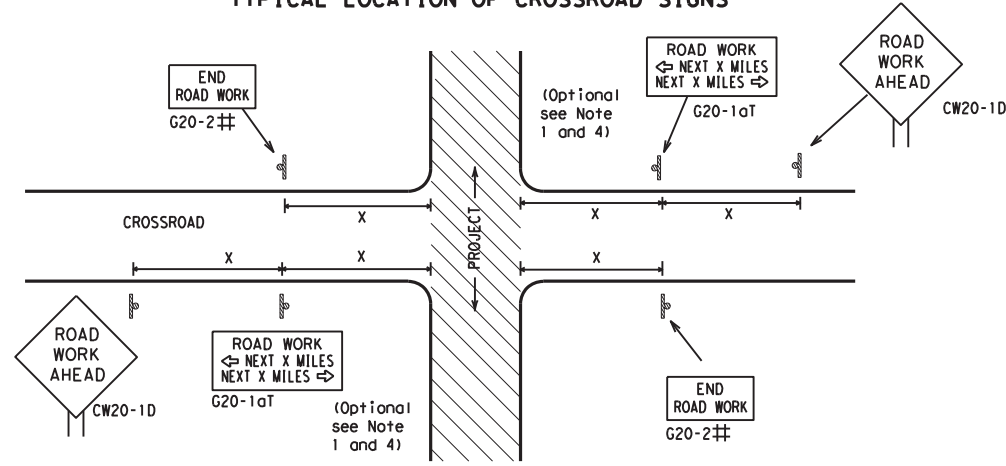 TYPICAL LOCATION OF CROSSROAD SIGNS
END
ROAD WORK
G20-2#
(Optional
see Note
1 and 4)
ROAD WORK
⇦ NEXT X MILES
NEXT X MILES ⇨
G20-1aT
ROAD
WORK
AHEAD
CW20-1D
X
X
X
CROSSROAD
PROJECT
X
X
X
ROAD
WORK
AHEAD
CW20-1D
ROAD WORK
⇦ NEXT X MILES
NEXT X MILES ⇨
G20-1aT
(Optional
see Note
1 and 4)
END
ROAD WORK
G20-2#